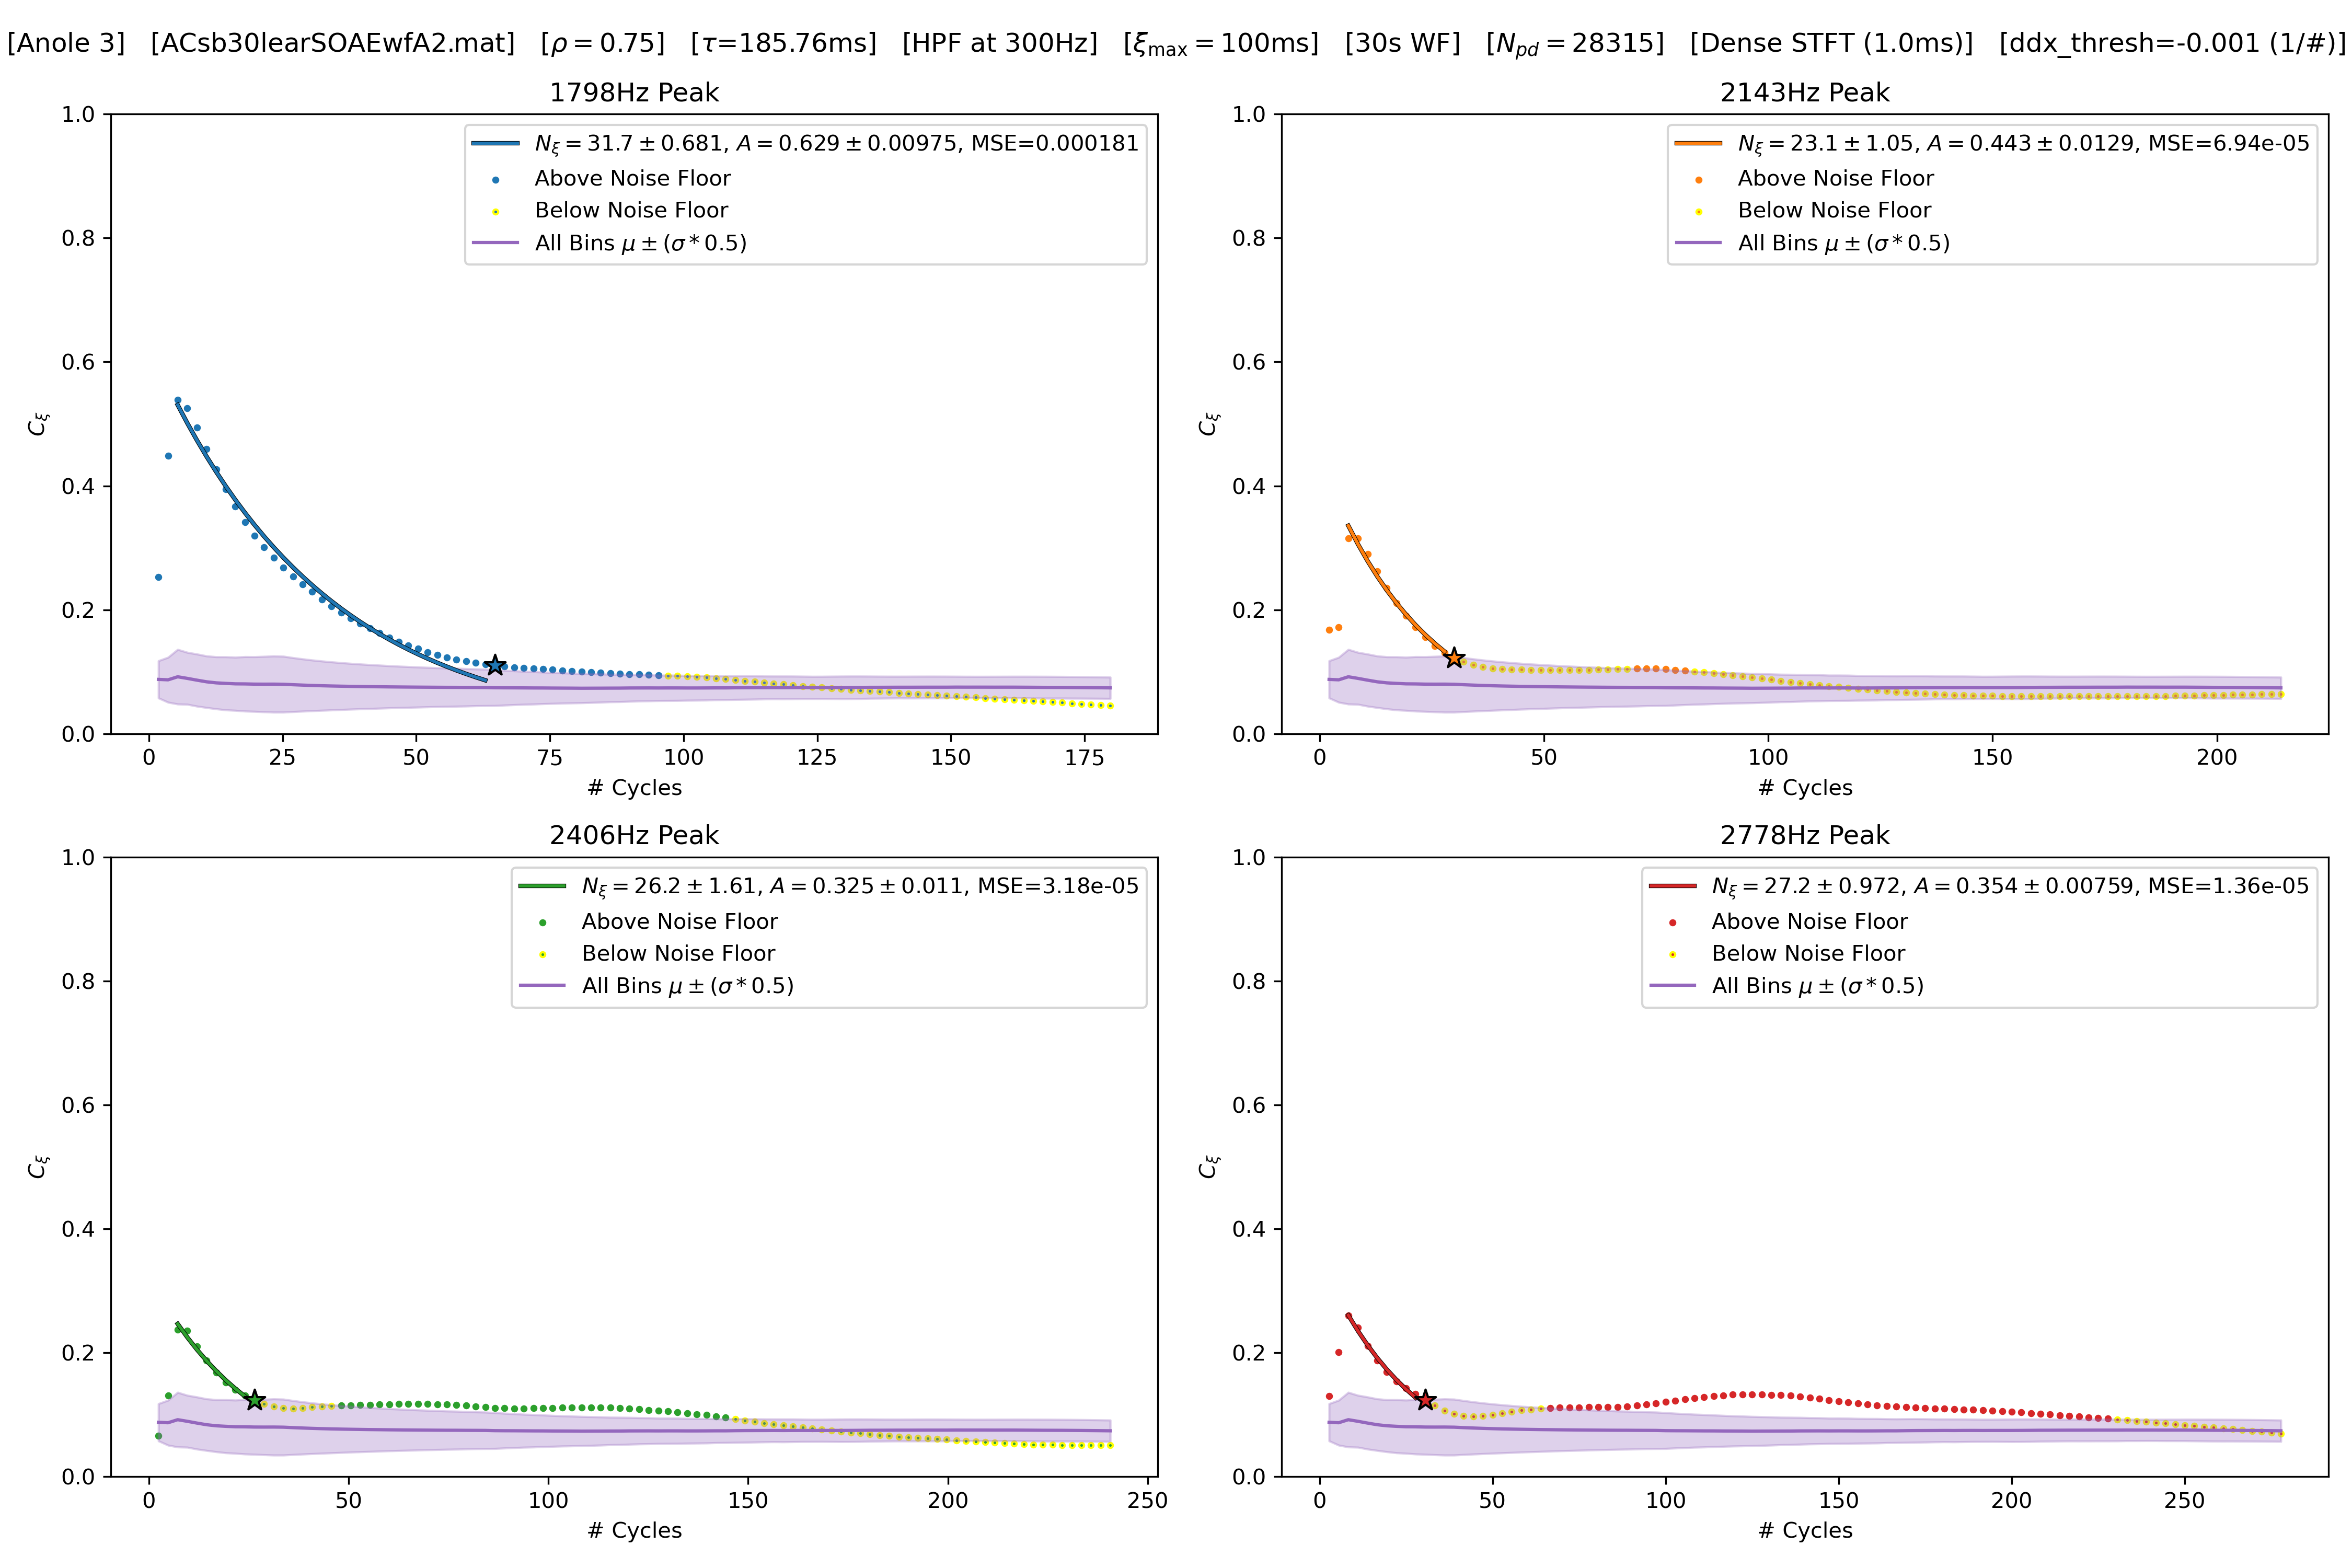 [Anole 3] [ACsb30learSOAEwfA2.mat] [ρ = 0.75] [τ=185.76ms] [HPF at 300Hz] [ξmax = 100ms] [30s WF] [Npd = 28315] [Dense STFT (1.0ms)] [ddx_thresh=-0.001 (1/#)]
1798Hz Peak
Nξ = 31.7 ± 0.681, A = 0.629 ± 0.00975, MSE=0.000181
Above Noise Floor
Below Noise Floor
All Bins μ ± (σ * 0.5)
1.0
0.8
0.6
0.4
0.2
0.0
Cξ
0 25 50 75 100 125 150 175
# Cycles
2143Hz Peak
Nξ = 23.1 ± 1.05, A = 0.443 ± 0.0129, MSE=6.94e-05
Above Noise Floor
Below Noise Floor
All Bins μ ± (σ * 0.5)
1.0
0.8
0.6
0.4
0.2
0.0
Cξ
0 50 100 150 200
# Cycles
2406Hz Peak
Nξ = 26.2 ± 1.61, A = 0.325 ± 0.011, MSE=3.18e-05
Above Noise Floor
Below Noise Floor
All Bins μ ± (σ * 0.5)
1.0
0.8
0.6
0.4
0.2
0.0
Cξ
0 50 100 150 200 250
# Cycles
2778Hz Peak
Nξ = 27.2 ± 0.972, A = 0.354 ± 0.00759, MSE=1.36e-05
Above Noise Floor
Below Noise Floor
All Bins μ ± (σ * 0.5)
1.0
0.8
0.6
0.4
0.2
0.0
Cξ
0 50 100 150 200 250
# Cycles